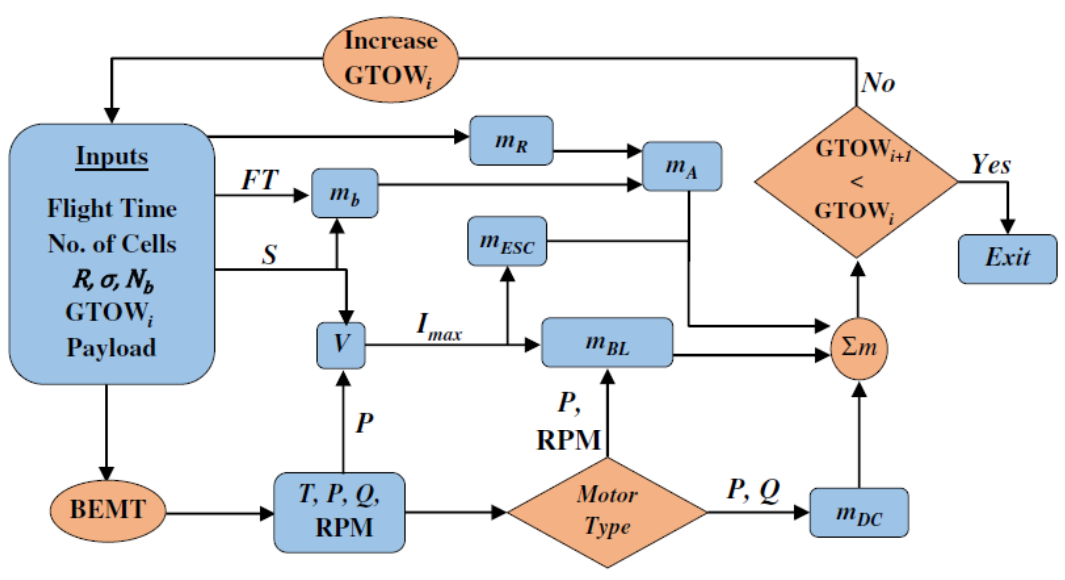 Increase
GTOWi
No
Inputs
Flight Time
No. of Cells
R, σ, Nb
GTOWi
Payload
mR
mA
GTOWi+1
<
GTOWi
Yes
Exit
FT
mb
S
mESC
V
Imax
mBL
Σm
P
P,
RPM
BEMT
T, P, Q,
RPM
Motor
Type
P, Q
mDC